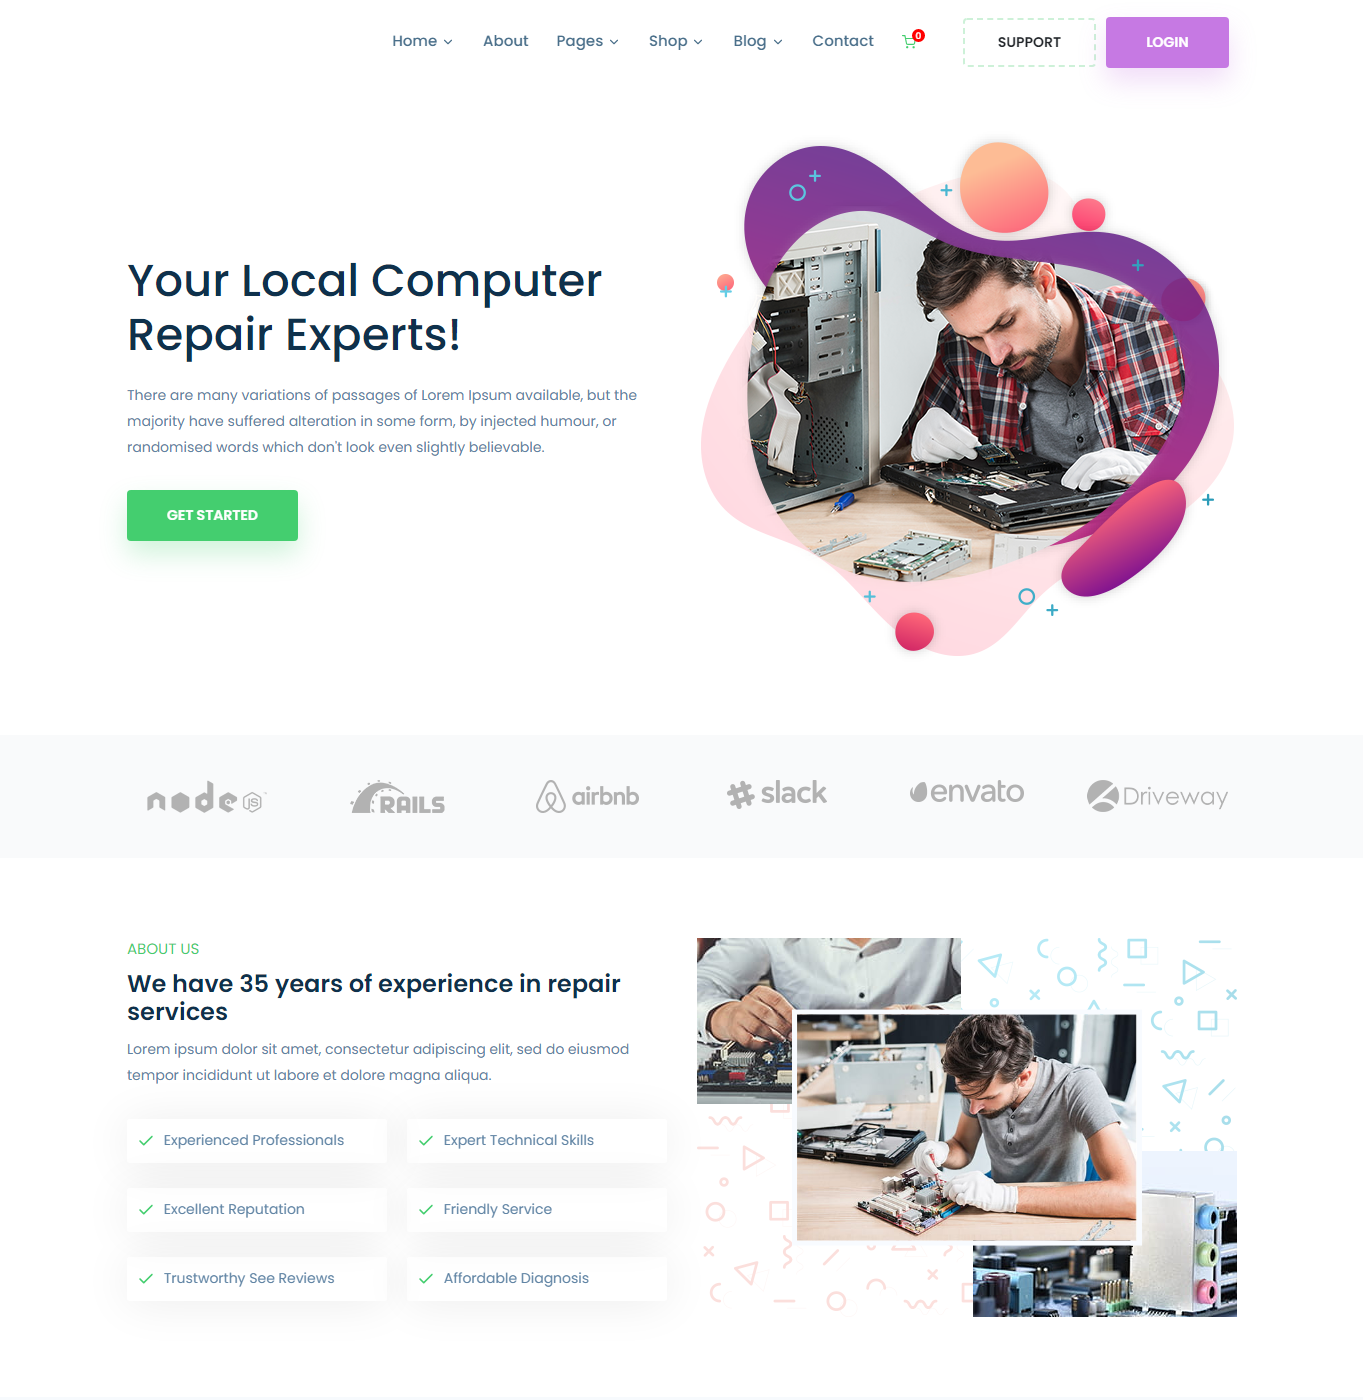 Home About Pages Shop Blog Contact 0 SUPPORT LOGIN
Your Local Computer
Repair Experts!
There are many variations of passages of Lorem Ipsum available, but the
majority have suffered alteration in some form, by injected humour, or
randomised words which don't look even slightly believable.
GET STARTED
node JS RAILS airbnb slack envato Driveway
ABOUT US
We have 35 years of experience in repair
services
Lorem ipsum dolor sit amet, consectetur adipiscing elit, sed do eiusmod
tempor incididunt ut labore et dolore magna aliqua.
Experienced Professionals Expert Technical Skills
Excellent Reputation Friendly Service
Trustworthy See Reviews Affordable Diagnosis